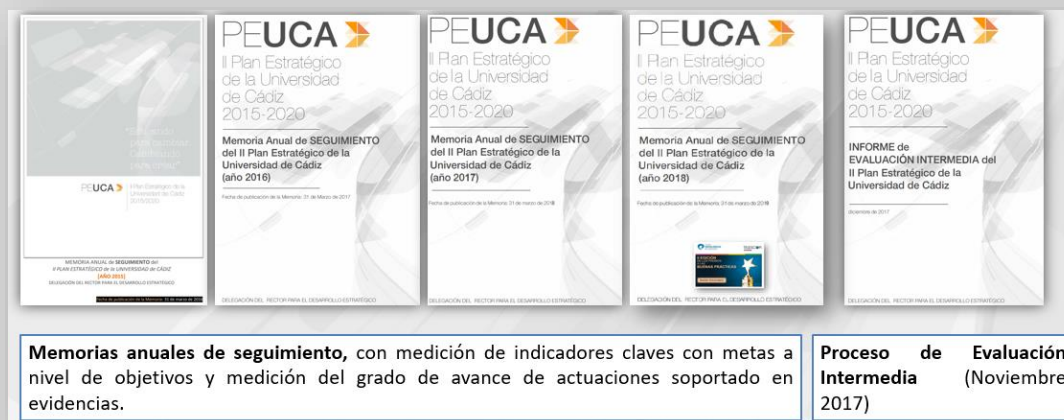 PEUCA
II Plan Estratégico de la
Universidad de Cádiz
2015/2020
MEMORIA ANUAL de SEGUIMIENTO del
II PLAN ESTRATÉGICO de la UNIVERSIDAD de CÁDIZ
(AÑO 2015)
DELEGACIÓN DEL RECTOR PARA EL DESARROLLO ESTRATÉGICO
PEUCA
II Plan Estratégico
de la Universidad
de Cádiz
2015-2020
Memoria Anual de SEGUIMIENTO
del II Plan Estratégico de la
Universidad de Cádiz
(año 2016)
Fecha de publicación de la Memoria: 31 de Marzo de 2017
DELEGACIÓN DEL RECTOR PARA EL DESARROLLO ESTRATÉGICO
PEUCA
II Plan Estratégico
de la Universidad
de Cádiz
2015-2020
Memoria Anual de SEGUIMIENTO
del II Plan Estratégico de la
Universidad de Cádiz
(año 2017)
Fecha de publicación de la Memoria: 31 de marzo de 2018
DELEGACIÓN DEL RECTOR PARA EL DESARROLLO ESTRATÉGICO
PEUCA
II Plan Estratégico
de la Universidad
de Cádiz
2015-2020
Memoria Anual de SEGUIMIENTO
del II Plan Estratégico de la
Universidad de Cádiz
(año 2018)
Fecha de publicación de la Memoria: 31 de marzo de 2019
BUENAS PRÁCTICAS
DELEGACIÓN DEL RECTOR PARA EL DESARROLLO ESTRATÉGICO
PEUCA
II Plan Estratégico
de la Universidad
de Cádiz
2015-2020
INFORME de
EVALUACIÓN INTERMEDIA del
II Plan Estratégico de la
Universidad de Cádiz
diciembre de 2017
DELEGACIÓN DEL RECTOR PARA EL DESARROLLO ESTRATÉGICO
Memorias anuales de seguimiento, con medición de indicadores claves con metas a
nivel de objetivos y medición del grado de avance de actuaciones soportado en
evidencias.
Proceso de Evaluación
Intermedia (Noviembre
2017)